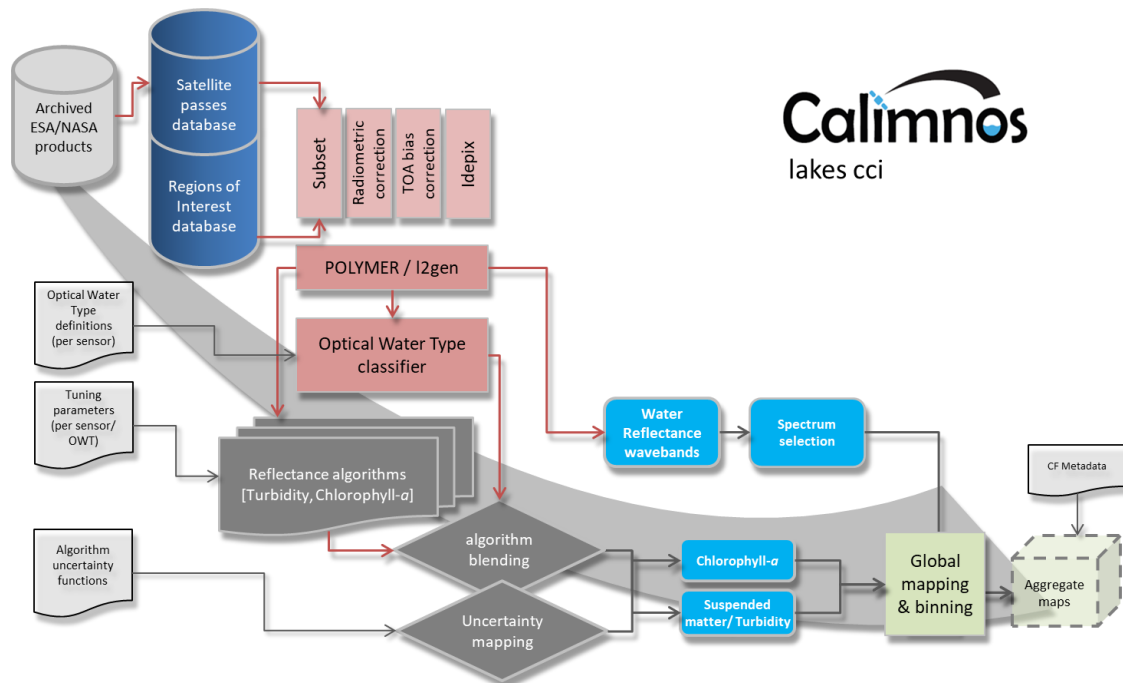 Archived
ESA/NASA
products
Satellite
passes
database
Regions of
Interest
database
Subset
Radiometric
correction
TOA bias
correction
Idepix
Calimnos
lakes cci
POLYMER / l2gen
Optical Water
Type
definitions
(per sensor)
Optical Water Type
classifier
Tuning
parameters
(per sensor/
OWT)
Reflectance algorithms
[Turbidity, Chlorophyll-a]
Water
Reflectance
wavebands
Spectrum
selection
CF Metadata
Algorithm
uncertainty
functions
algorithm
blending
Uncertainty
mapping
Chlorophyll-a
Suspended
matter/ Turbidity
Global
mapping
& binning
Aggregate
maps